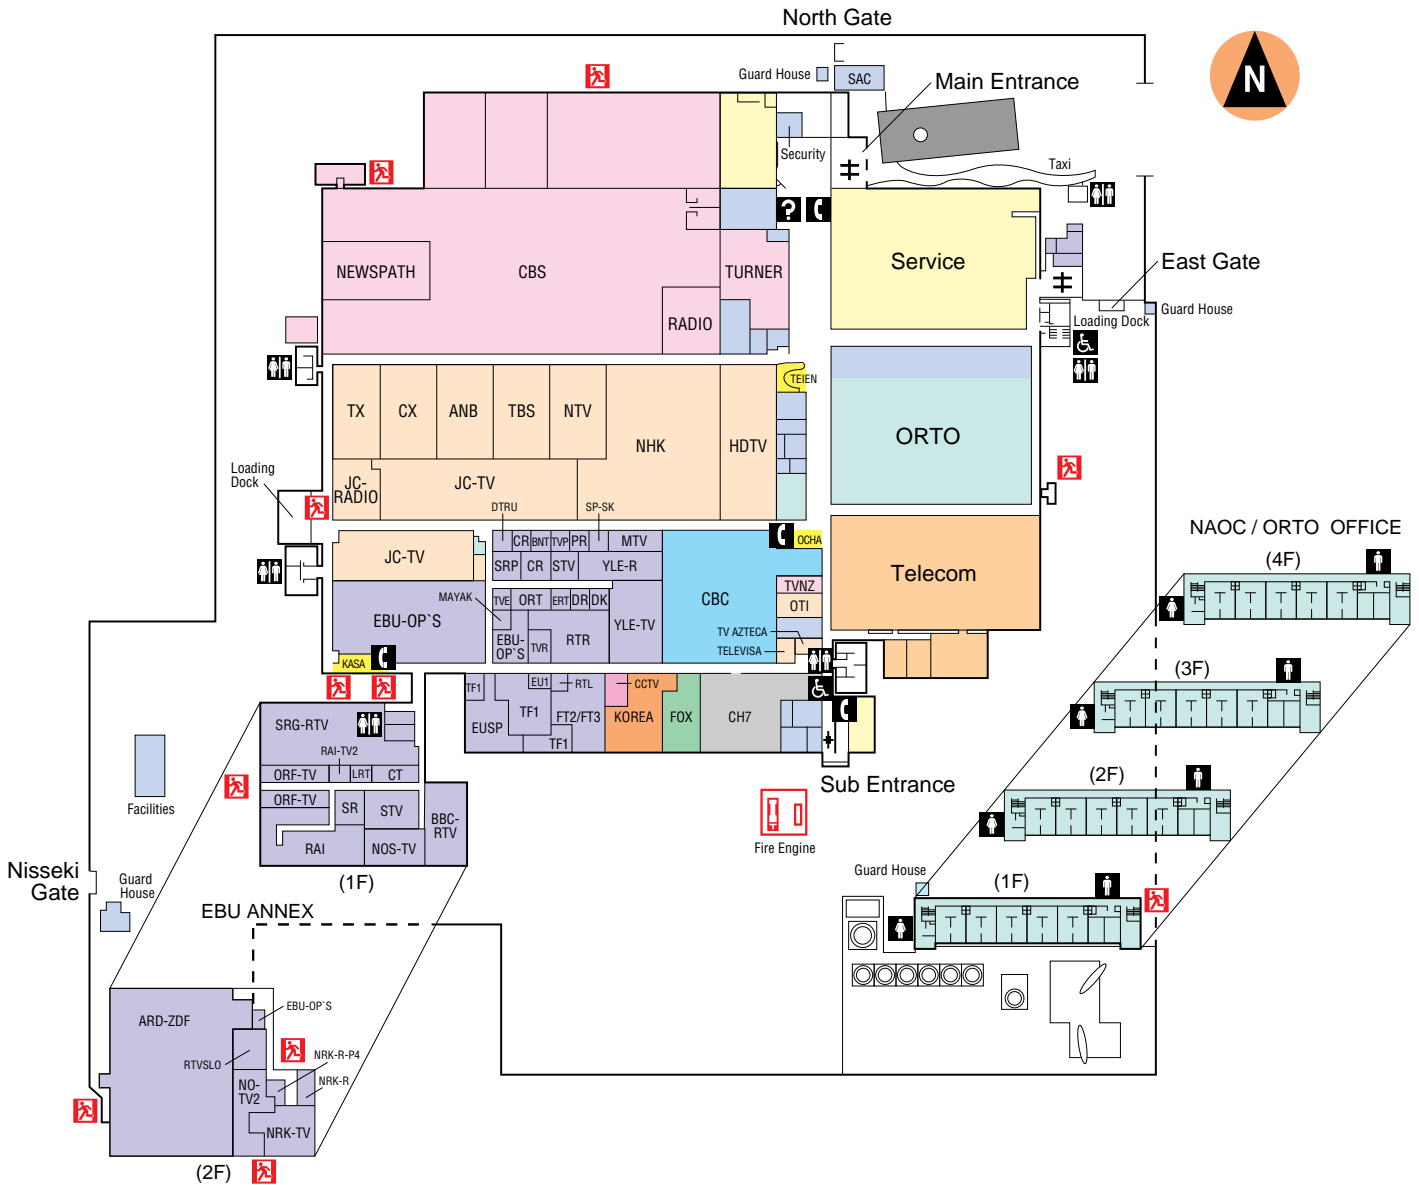 North Gate
Guard House
SAC
Main Entrance
N
Security
Taxi
?
NEWSPATH
CBS
TURNER
Service
East Gate
RADIO
Guard House
Loading Dock
TEIEN
TX
CX
ANB
TBS
NTV
NHK
HDTV
ORTO
Loading
Dock
JC-
RADIO
JC-TV
DTRU
SP-SK
NAOC / ORTO OFFICE
(4F)
CR
BNT
TVP
PR
MTV
OCHA
JC-TV
SRP
CR
STV
YLE-R
CBC
TVNZ
Telecom
MAYAK
TVE
ORT
ERT
DR
DK
OTI
EBU-OP`S
EBU-
OP`S
TVR
RTR
YLE-TV
TV AZTECA
TELEVISA
KASA
(3F)
TF1
EU1
RTL
CCTV
EUSP
TF1
FT2/FT3
KOREA
FOX
CH7
TF1
SRG-RTV
RAI-TV2
ORF-TV
LRT
CT
ORF-TV
SR
STV
BBC-
RTV
RAI
NOS-TV
(1F)
Facilities
Sub Entrance
(2F)
Fire Engine
Nisseki
Gate
Guard
House
Guard House
(1F)
EBU ANNEX
ARD-ZDF
EBU-OP`S
RTVSLO
NRK-R-P4
NRK-R
NO-
TV2
NRK-TV
(2F)